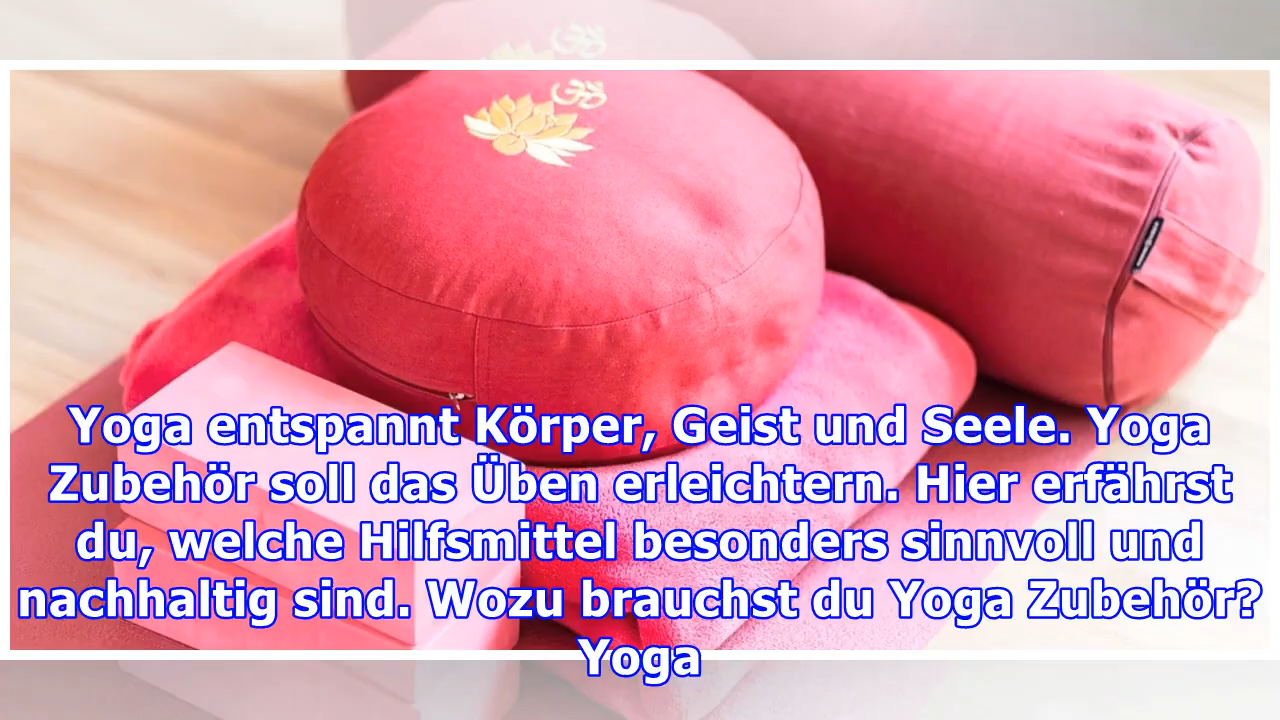 Yoga entspannt Körper, Geist und Seele. Yoga
Zubehör soll das Üben erleichtern. Hier erfährst
du, welche Hilfsmittel besonders sinnvoll und
nachhaltig sind. Wozu brauchst du Yoga Zubehör?
Yoga